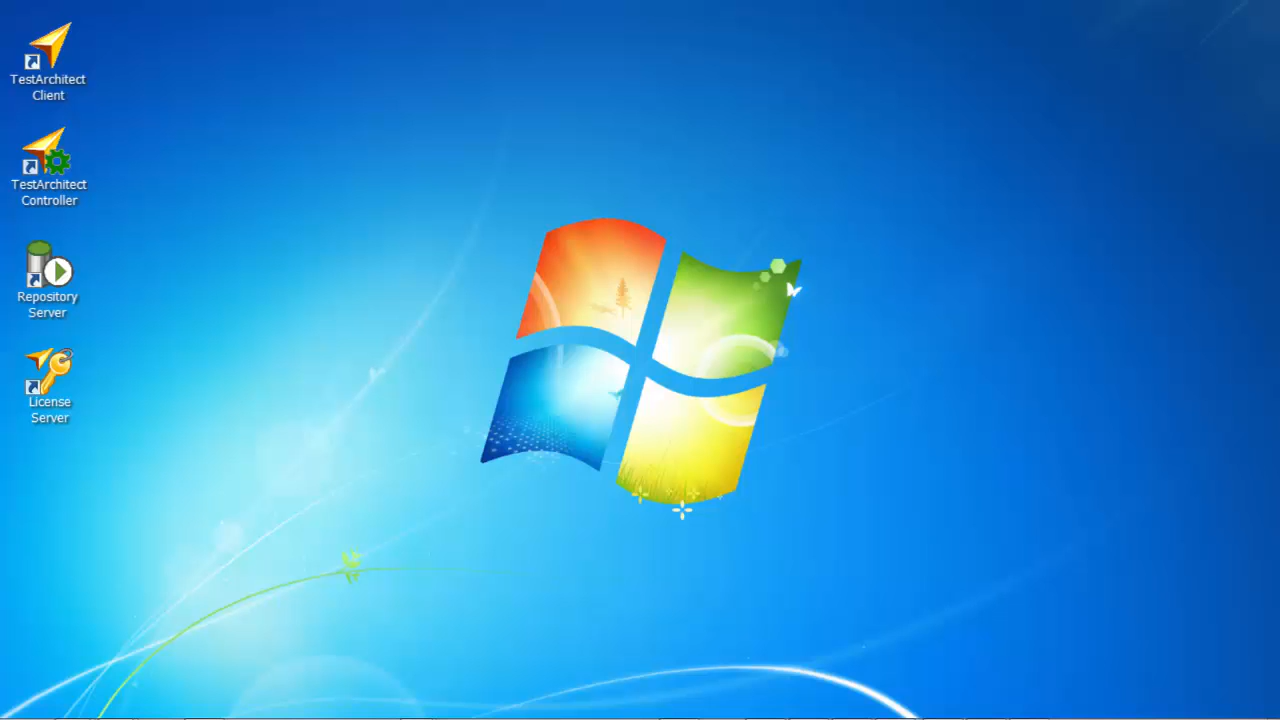 TestArchitect
Client
TestArchitect
Controller
Repository
Server
License
Server